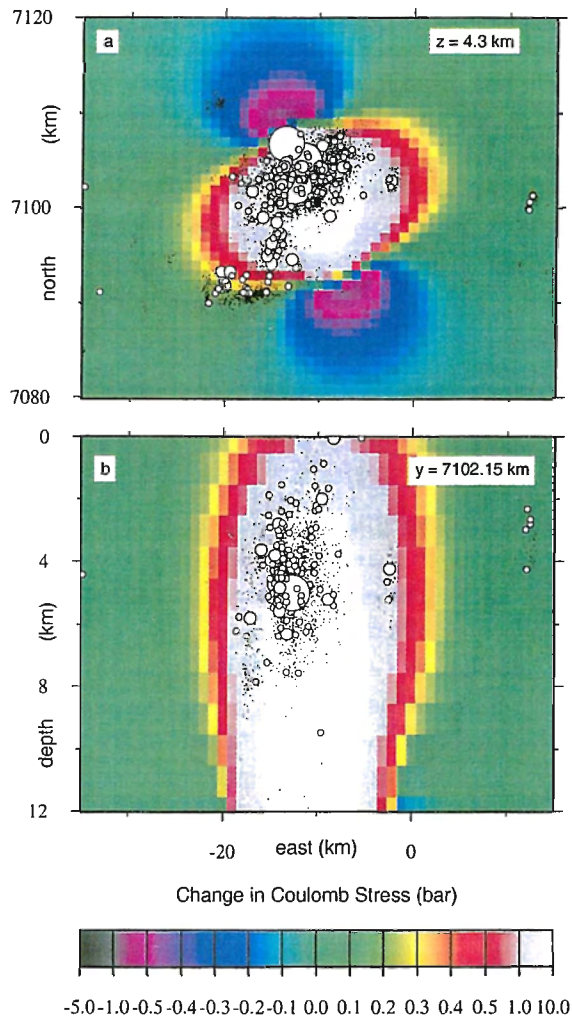 7120
a
z = 4.3 km
(km)
7100
north
7080
0
b
y = 7102.15 km
4
(km)
8
depth
12
-20
east (km)
0
Change in Coulomb Stress (bar)
-5.0 -1.0 -0.5 -0.4 -0.3 -0.2 -0.1 0.0 0.1 0.2 0.3 0.4 0.5 1.0 10.0